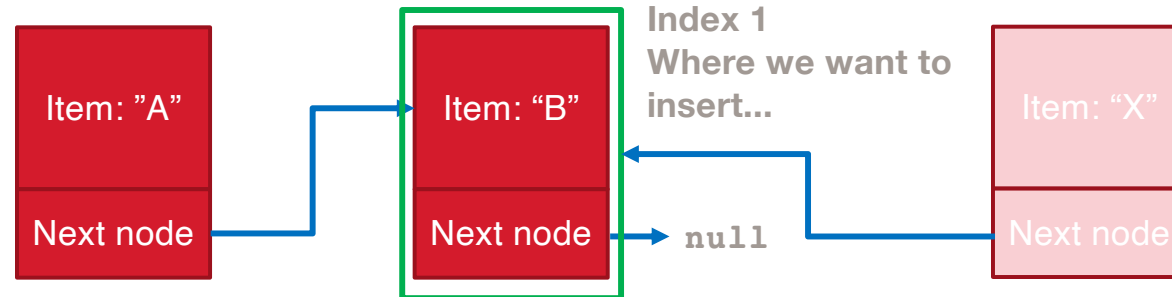 Item: ”A”
Next node
Item: “B”
Next node
null
Index 1
Where we want to
insert...
Item: “X”
Next node